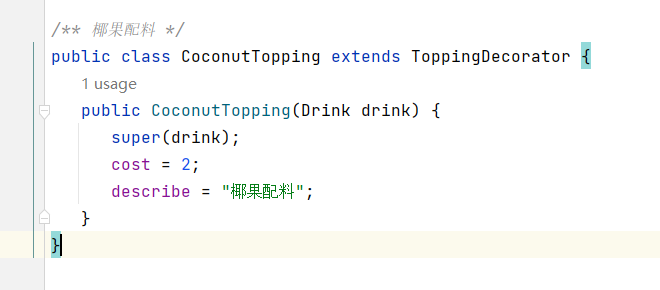 /** 椰果配料 */
public class CoconutTopping extends ToppingDecorator {
1 usage
public CoconutTopping(Drink drink) {
super(drink);
cost = 2;
describe = "椰果配料";
}
}